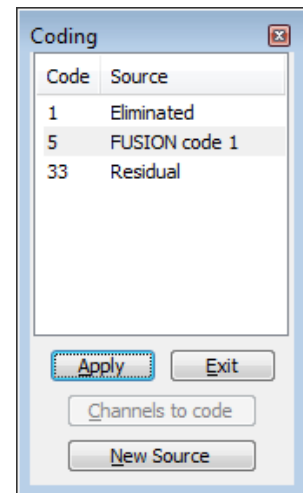 Coding
Code Source
1 Eliminated
5 FUSION code 1
33 Residual
Apply Exit
Channels to code
New Source